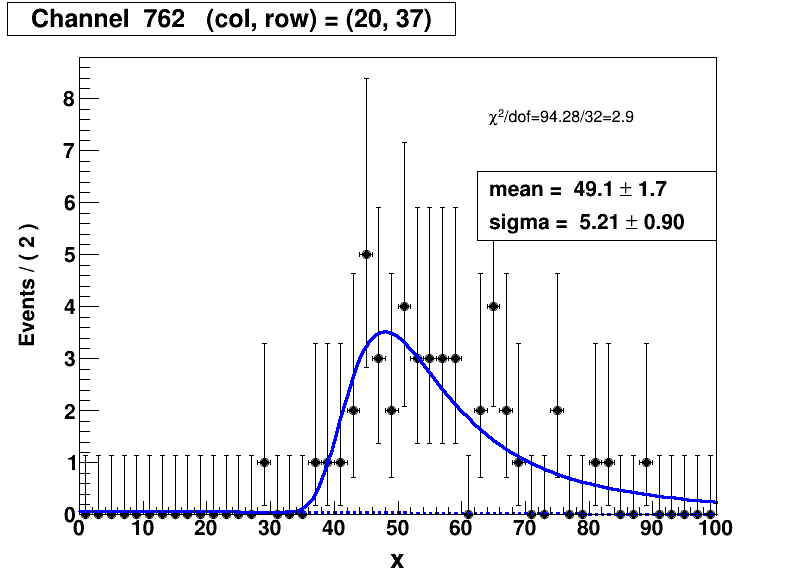 Channel 762 (col, row) = (20, 37)
χ²/dof=94.28/32=2.9
mean = 49.1 ± 1.7
sigma = 5.21 ± 0.90
Events / ( 2 )
8
7
6
5
4
3
2
1
0
0 10 20 30 40 50 60 70 80 90 100
x